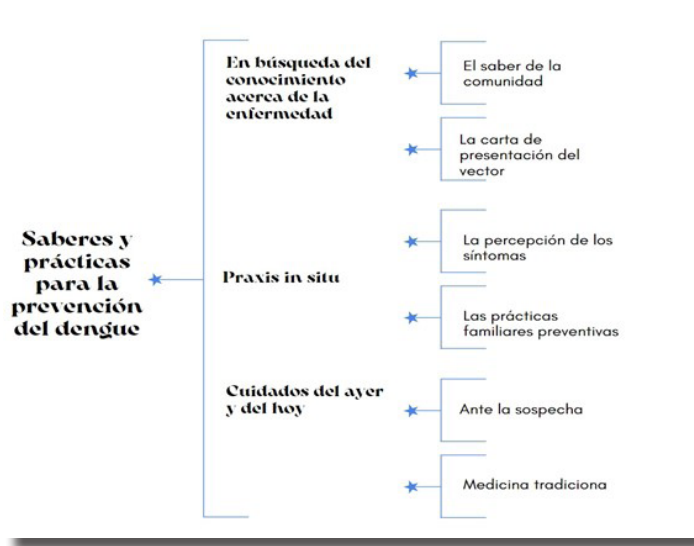 Saberes y
prácticas
para la
prevención
del dengue
En búsqueda del
conocimiento
acerca de la
enfermedad
El saber de la
comunidad
La carta de
presentación del
vector
Praxis in situ
La percepción de los
síntomas
Las prácticas
familiares preventivas
Cuidados del ayer
y del hoy
Ante la sospecha
Medicina tradiciona